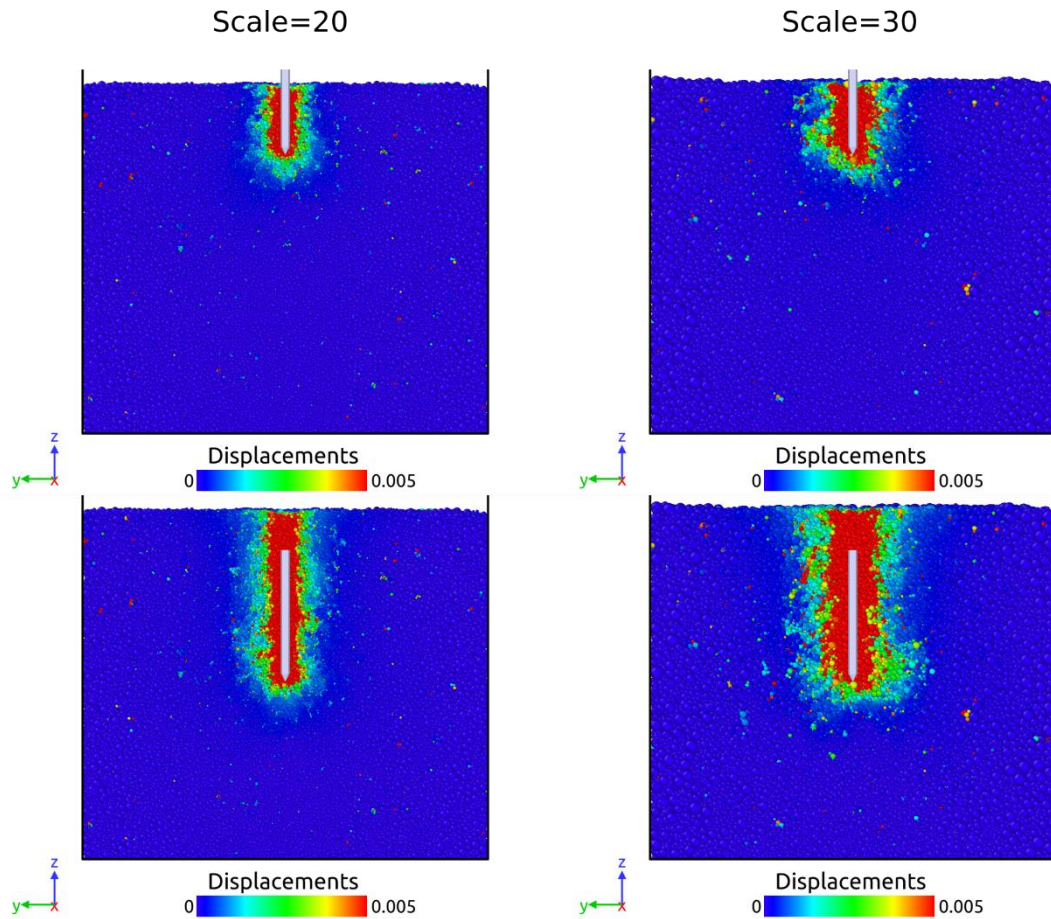 Scale=20
Scale=30
z
y
x
Displacements
0
0.005
z
y
x
Displacements
0
0.005
z
y
x
Displacements
0
0.005
z
y
x
Displacements
0
0.005